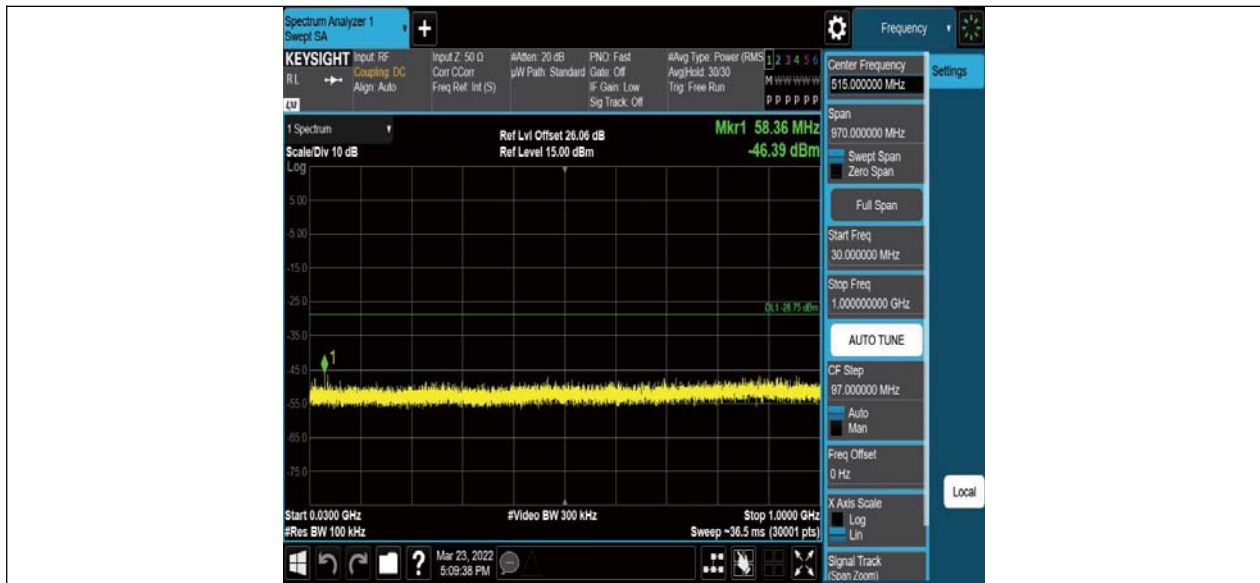 Spectrum Analyzer 1
Swept SA
+
Frequency
KEYSIGHT
RL
LXI
Input: RF
Coupling: DC
Align: Auto
Input Z: 50 Ω
Corr CCorr
Freq Ref: Int (S)
#Atten: 20 dB
µW Path: Standard
PNO: Fast
Gate: Off
IF Gain: Low
Sig Track: Off
#Avg Type: Power (RMS
Avg|Hold: 30/30
Trig: Free Run
1 2 3 4 5 6
M W W W W W
P P P P P P
Center Frequency
515.000000 MHz
Settings
Span
970.000000 MHz
Swept Span
Zero Span
Full Span
Start Freq
30.000000 MHz
Stop Freq
1.000000000 GHz
AUTO TUNE
CF Step
97.000000 MHz
Auto
Man
Freq Offset
0 Hz
X Axis Scale
Log
Lin
Signal Track
(Span Zoom)
Local
1 Spectrum
Scale/Div 10 dB
Log
Ref Lvl Offset 26.06 dB
Ref Level 15.00 dBm
Mkr1 58.36 MHz
-46.39 dBm
5.00
-5.00
-15.0
-25.0
DL1 -28.75 dBm
-35.0
1
-45.0
-55.0
-65.0
-75.0
Start 0.0300 GHz
#Video BW 300 kHz
Stop 1.0000 GHz
#Res BW 100 kHz
Sweep ~36.5 ms (30001 pts)
?
Mar 23, 2022
5:09:38 PM